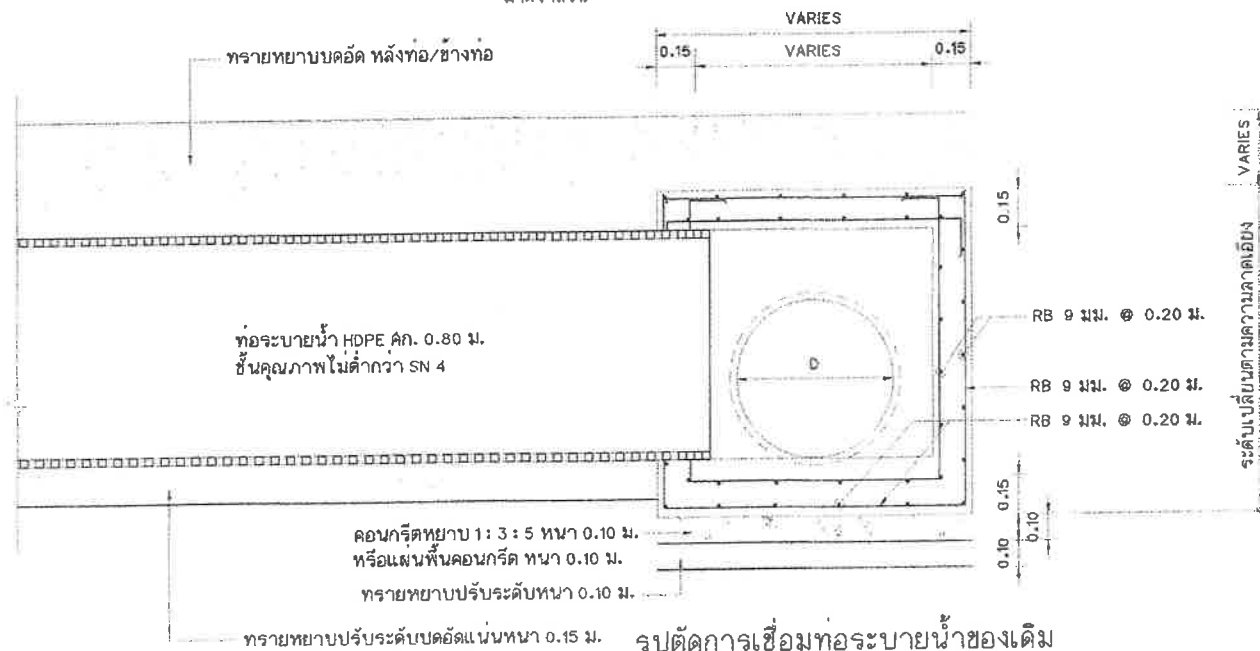 VARIES
0.15 VARIES 0.15
ทรายหยาบบดอัด หลังท่อ/ข้างท่อ
VARIES
0.15
ระดับเปลี่ยนตามความลาดเอียง
ท่อระบายน้ำ HDPE คก. 0.80 ม.
ชั้นคุณภาพไม่ต่ำกว่า SN 4
D
RB 9 มม. @ 0.20 ม.
RB 9 มม. @ 0.20 ม.
RB 9 มม. @ 0.20 ม.
0.15
0.10
0.10
คอนกรีตหยาบ 1 : 3 : 5 หนา 0.10 ม.
หรือแผ่นพื้นคอนกรีต หนา 0.10 ม.
ทรายหยาบปรับระดับหนา 0.10 ม.
ทรายหยาบปรับระดับบดอัดแน่นหนา 0.15 ม.
รูปตัดการเชื่อมท่อระบายน้ำของเดิม